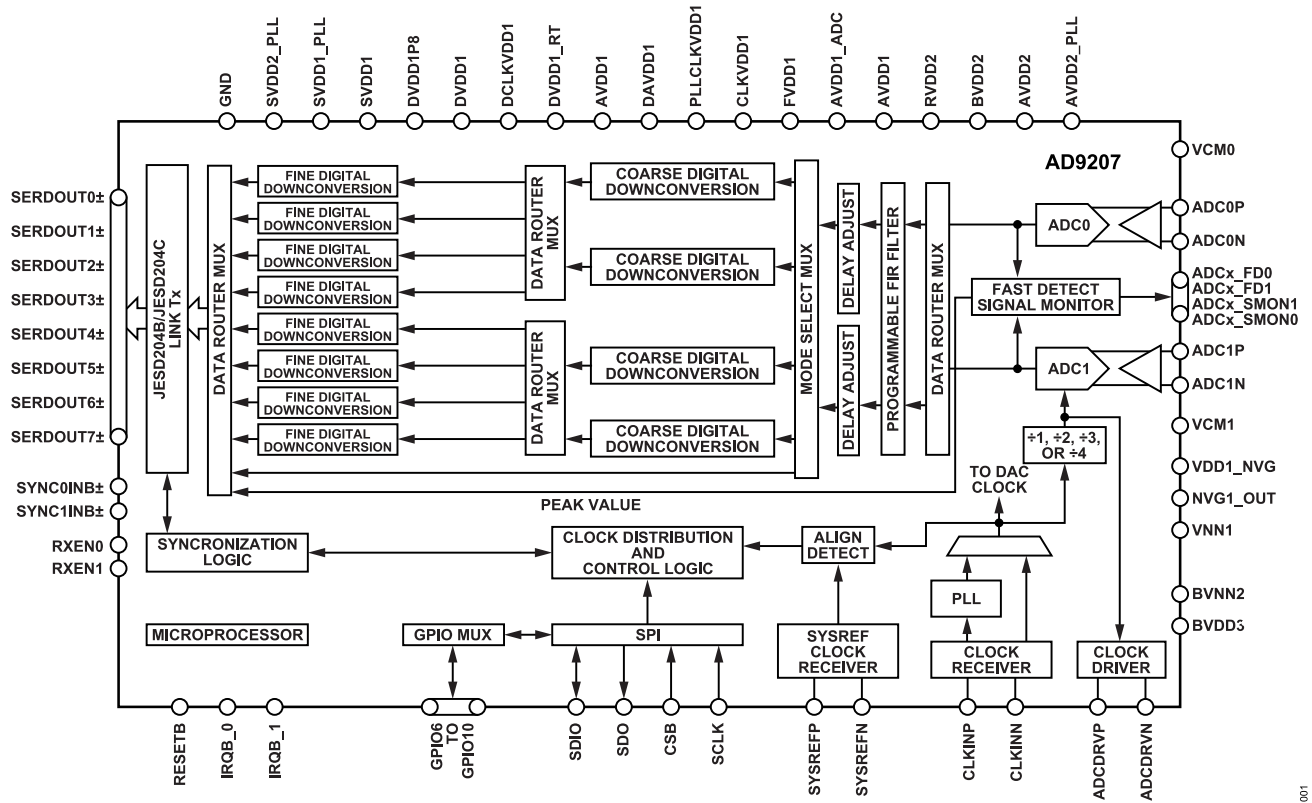 GND
SVDD2_PLL
SVDD1_PLL
SVDD1
DVDD1P8
DVDD1
DCLKVDD1
DVDD1_RT
AVDD1
DAVDD1
PLLCLKVDD1
CLKVDD1
FVDD1
AVDD1_ADC
AVDD1
RVDD2
BVDD2
AVDD2
AVDD2_PLL
AD9207
SERDOUT0±
SERDOUT1±
SERDOUT2±
SERDOUT3±
SERDOUT4±
SERDOUT5±
SERDOUT6±
SERDOUT7±
SYNC0INB±
SYNC1INB±
RXEN0
RXEN1
JESD204B/JESD204C
LINK Tx
DATA ROUTER MUX
FINE DIGITAL
DOWNCONVERSION
FINE DIGITAL
DOWNCONVERSION
FINE DIGITAL
DOWNCONVERSION
FINE DIGITAL
DOWNCONVERSION
FINE DIGITAL
DOWNCONVERSION
FINE DIGITAL
DOWNCONVERSION
FINE DIGITAL
DOWNCONVERSION
FINE DIGITAL
DOWNCONVERSION
DATA ROUTER
MUX
DATA ROUTER
MUX
COARSE DIGITAL
DOWNCONVERSION
COARSE DIGITAL
DOWNCONVERSION
COARSE DIGITAL
DOWNCONVERSION
COARSE DIGITAL
DOWNCONVERSION
MODE SELECT MUX
DELAY ADJUST
DELAY ADJUST
PROGRAMMABLE FIR FILTER
DATA ROUTER MUX
ADC0
FAST DETECT
SIGNAL MONITOR
ADC1
÷1, ÷2, ÷3,
OR ÷4
VCM0
ADC0P
ADC0N
ADCx_FD0
ADCx_FD1
ADCx_SMON1
ADCx_SMON0
ADC1P
ADC1N
VCM1
VDD1_NVG
NVG1_OUT
VNN1
BVNN2
BVDD3
PEAK VALUE
TO DAC
CLOCK
SYNCRONIZATION
LOGIC
CLOCK DISTRIBUTION
AND
CONTROL LOGIC
ALIGN
DETECT
PLL
MICROPROCESSOR
GPIO MUX
SPI
SYSREF
CLOCK
RECEIVER
CLOCK
RECEIVER
CLOCK
DRIVER
RESETB
IRQB_0
IRQB_1
GPIO6
TO
GPIO10
SDIO
SDO
CSB
SCLK
SYSREFP
SYSREFN
CLKINP
CLKINN
ADCDRVP
ADCDRVN
001